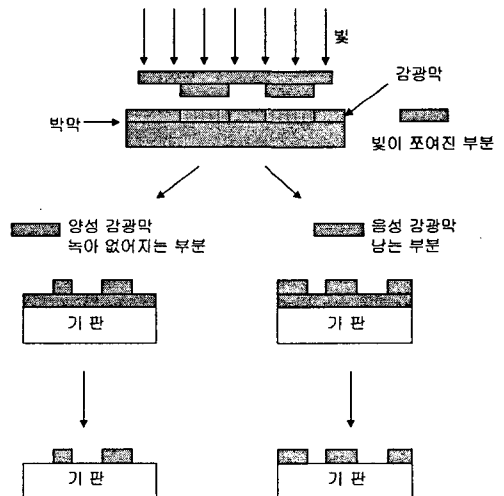 빛
감광막
박막
빛이 쪼여진 부분
양성 감광막
녹아 없어지는 부분
음성 감광막
남는 부분
기 판
기 판
기 판
기 판